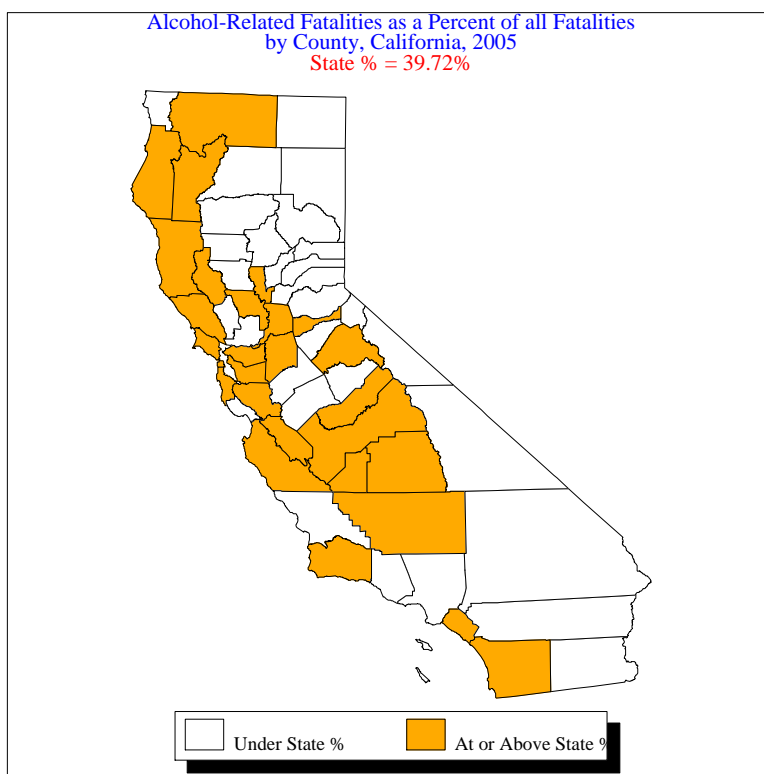 Alcohol-Related Fatalities as a Percent of all Fatalities
by County, California, 2005
State % = 39.72%
Under State %
At or Above State %